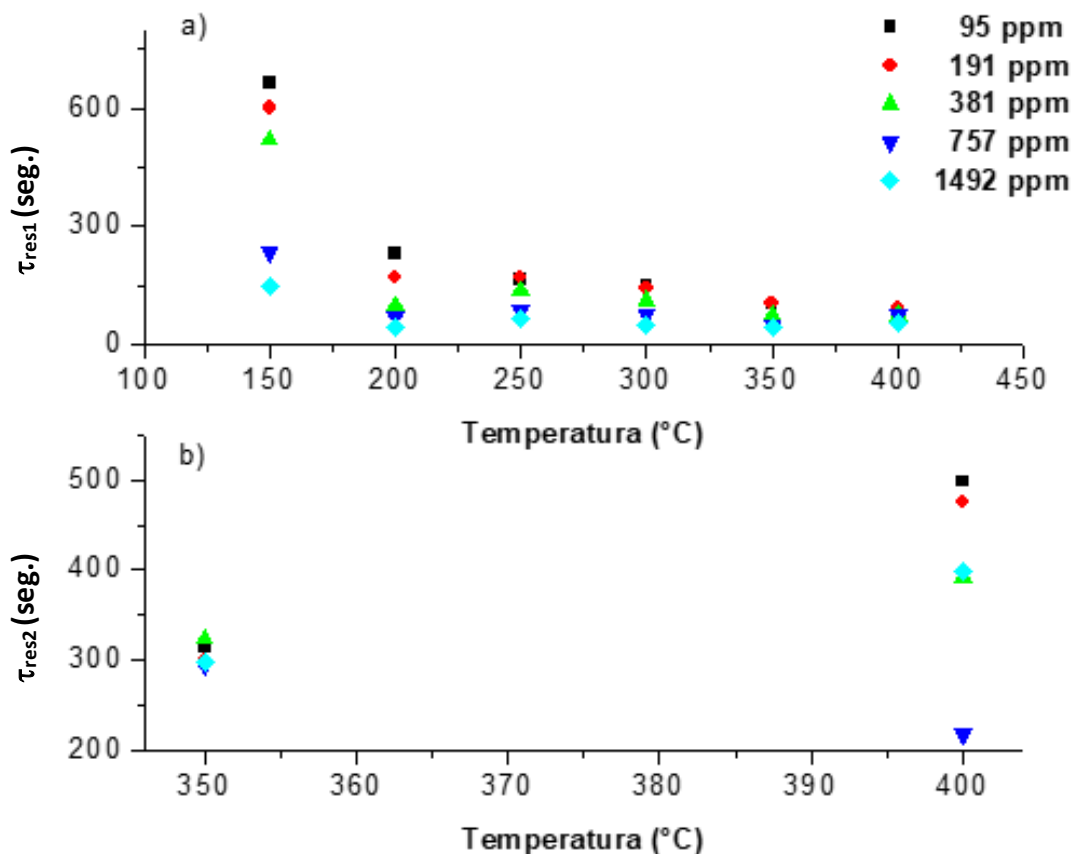 a)
95 ppm
191 ppm
381 ppm
757 ppm
1492 ppm
τres1 (seg.)
600
300
0
100 150 200 250 300 350 400 450
Temperatura (°C)
b)
τres2 (seg.)
500
400
300
200
350 360 370 380 390 400
Temperatura (°C)